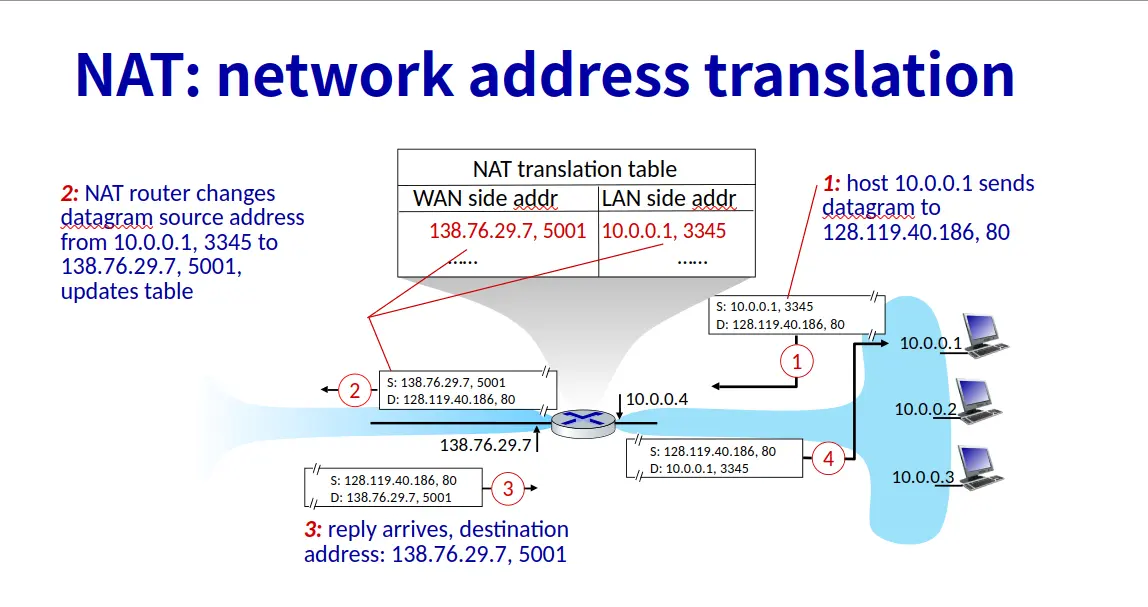 NAT: network address translation
2: NAT router changes
datagram source address
from 10.0.0.1, 3345 to
138.76.29.7, 5001,
updates table
NAT translation table
WAN side addr LAN side addr
138.76.29.7, 5001 10.0.0.1, 3345
…… ……
1: host 10.0.0.1 sends
datagram to
128.119.40.186, 80
S: 10.0.0.1, 3345
D: 128.119.40.186, 80
1
10.0.0.1
2
S: 138.76.29.7, 5001
D: 128.119.40.186, 80
10.0.0.4
10.0.0.2
138.76.29.7
S: 128.119.40.186, 80
D: 10.0.0.1, 3345
4
10.0.0.3
S: 128.119.40.186, 80
D: 138.76.29.7, 5001
3
3: reply arrives, destination
address: 138.76.29.7, 5001